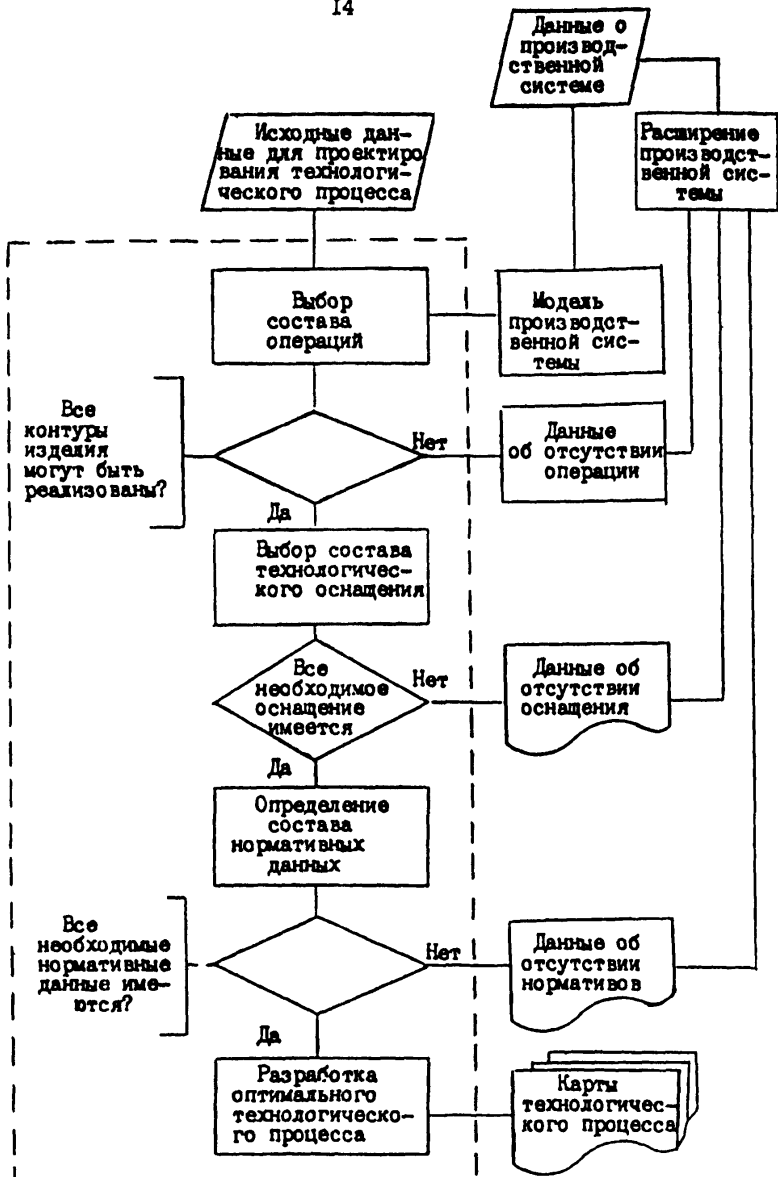 I4
Данные о
производ-
ственной
системе
Исходные дан-
ные для проектиро
вания технологи-
ческого процесса
Расширение
производст-
венной сис-
темы
Выбор
состава
операций
Модель
производст-
венной сис-
темы
Все
контуры
изделия
могут быть
реализованы?
Нет
Данные
об отсутствии
операции
Да
Выбор состава
технологичес-
кого оснащения
Все
необходимое
оснащение
имеется
Нет
Данные об
отсутствии
оснащения
Да
Определение
состава
нормативных
данных
Все
необходимые
нормативные
данные име-
ются?
Нет
Данные об
отсутствии
нормативов
Да
Разработка
оптимального
технологическо-
го процесса
Карты
технологичес-
кого процесса